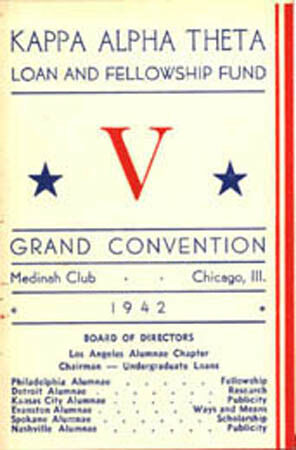 KAPPA ALPHA THETA
LOAN AND FELLOWSHIP FUND
V
GRAND CONVENTION
Medinah Club . . Chicago, Ill.
1942
BOARD OF DIRECTORS
Los Angeles Alumnae Chapter
Chairman — Undergraduate Loans
Philadelphia Alumnae . . . . . . Fellowship
Detroit Alumnae . . . . . . Research
Kansas City Alumnae . . . . . . Publicity
Evanston Alumnae . . . . . Ways and Means
Spokane Alumnae . . . . . . Scholarship
Nashville Alumnae . . . . . . Publicity